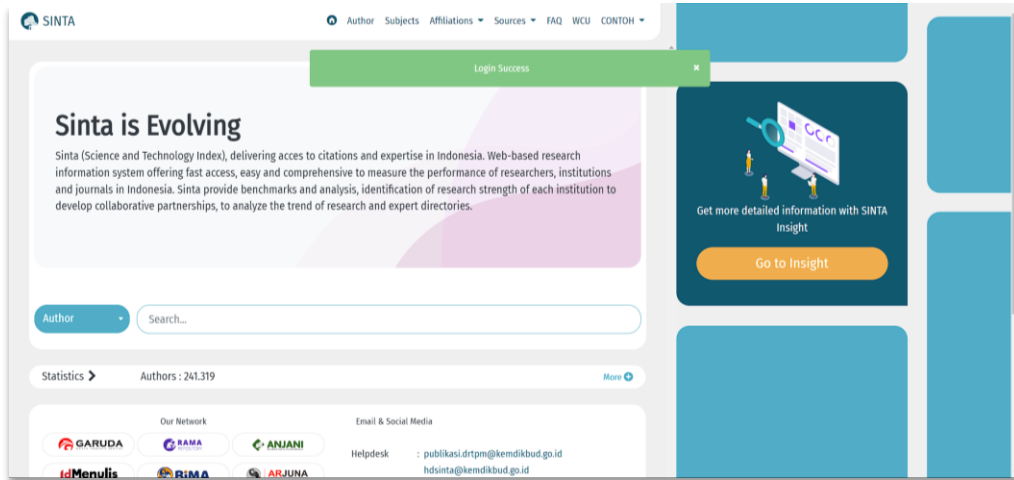 SINTA
Author Subjects Affiliations Sources FAQ WCU CONTOH
Login Success ×
Sinta is Evolving
Sinta (Science and Technology Index), delivering acces to citations and expertise in Indonesia. Web-based research
information system offering fast access, easy and comprehensive to measure the performance of researchers, institutions
and journals in Indonesia. Sinta provide benchmarks and analysis, identification of research strength of each institution to
develop collaborative partnerships, to analyze the trend of research and expert directories.
Get more detailed information with SINTA
Insight
Go to Insight
Author
Search...
Statistics
Authors : 241.319
More
Our Network
GARUDA
RAMA
ANJANI
idMenulis
BRIMA
ARJUNA
Email & Social Media
Helpdesk : publikasi.drtpm@kemdikbud.go.id
hdsinta@kemdikbud.go.id